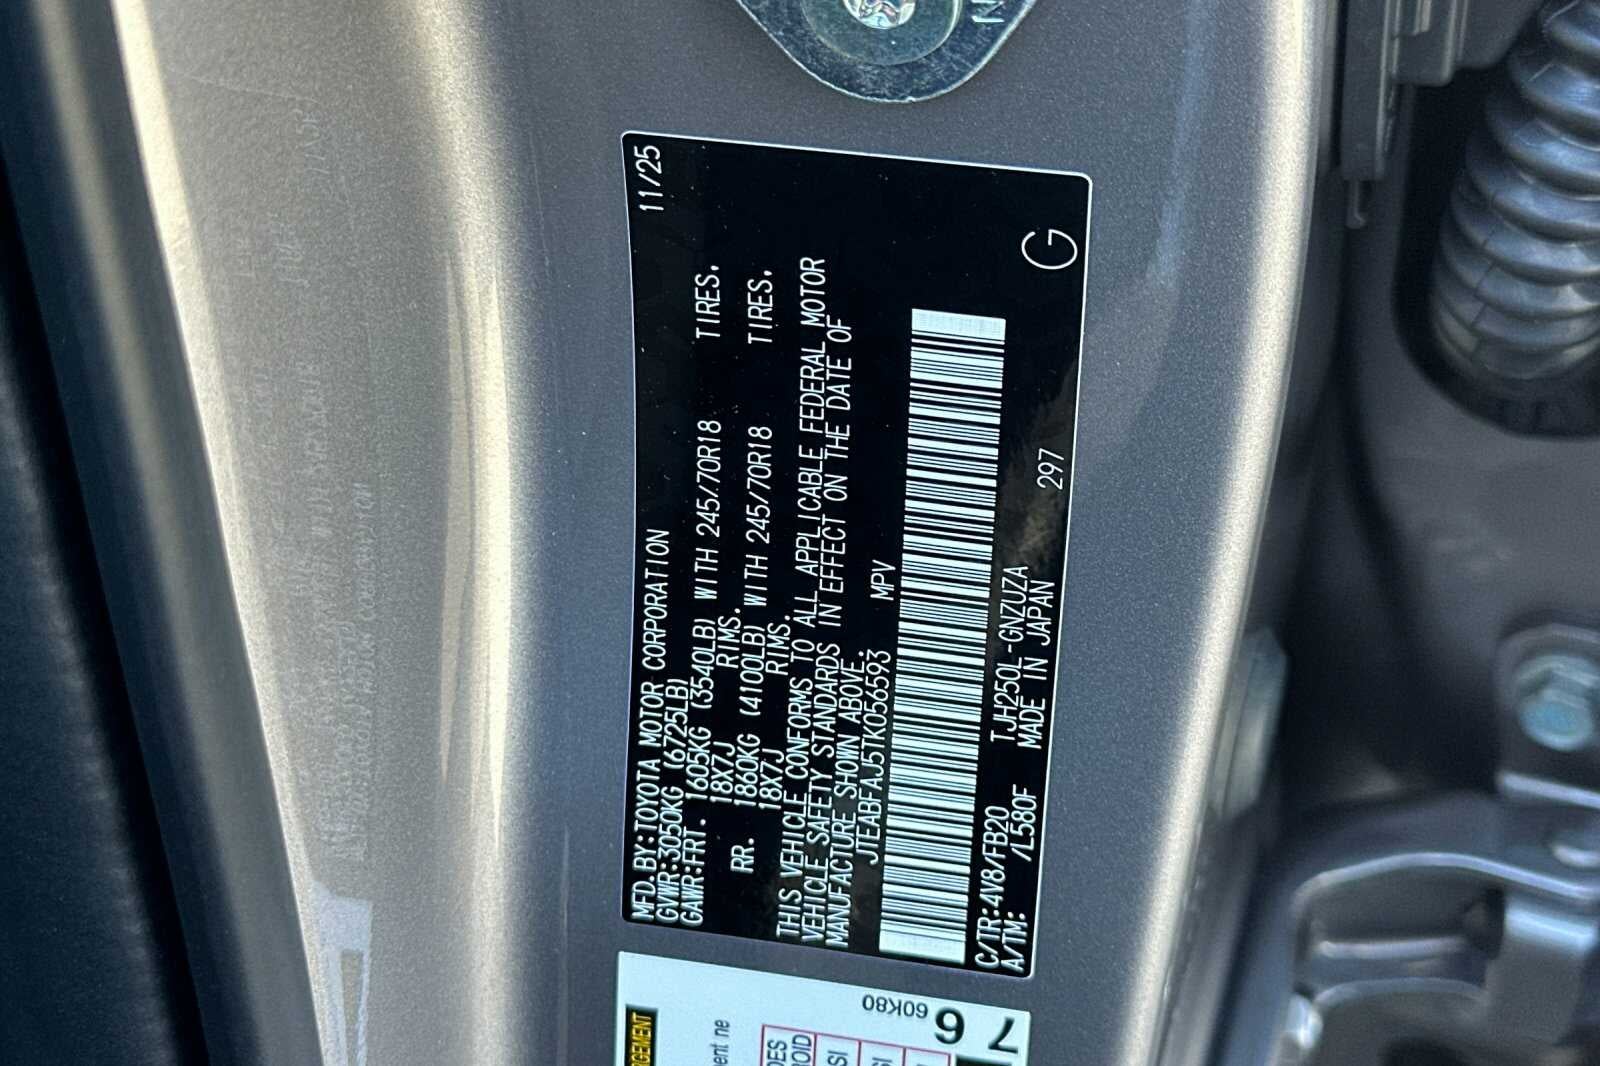 MFD.BY:TOYOTA MOTOR CORPORATION 11/25
GVWR:3050KG (6725LB)
GAWR:FRT. 1605KG (3540LB) WITH 245/70R18 TIRES.
18X7J RIMS.
RR. 1860KG (4100LB) WITH 245/70R18 TIRES.
18X7J RIMS.
THIS VEHICLE CONFORMS TO ALL APPLICABLE FEDERAL MOTOR
VEHICLE SAFETY STANDARDS IN EFFECT ON THE DATE OF
MANUFACTURE SHOWN ABOVE.
JTEABFAJ5TK056593 MPV
C/TR:4V8/FB20 TJH250L-GNZUZA 297 G
A/TM: /L580F MADE IN JAPAN
60K80
76